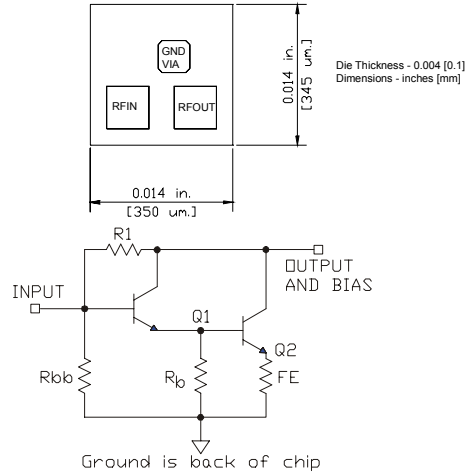 GND
VIA
RFIN
RFOUT
0.014 in.
[345 um.]
Die Thickness - 0.004 [0.1]
Dimensions - inches [mm]
0.014 in.
[350 um.]
R1
OUTPUT
AND BIAS
INPUT
Q1
Q2
Rbb
Rb
FE
Ground is back of chip